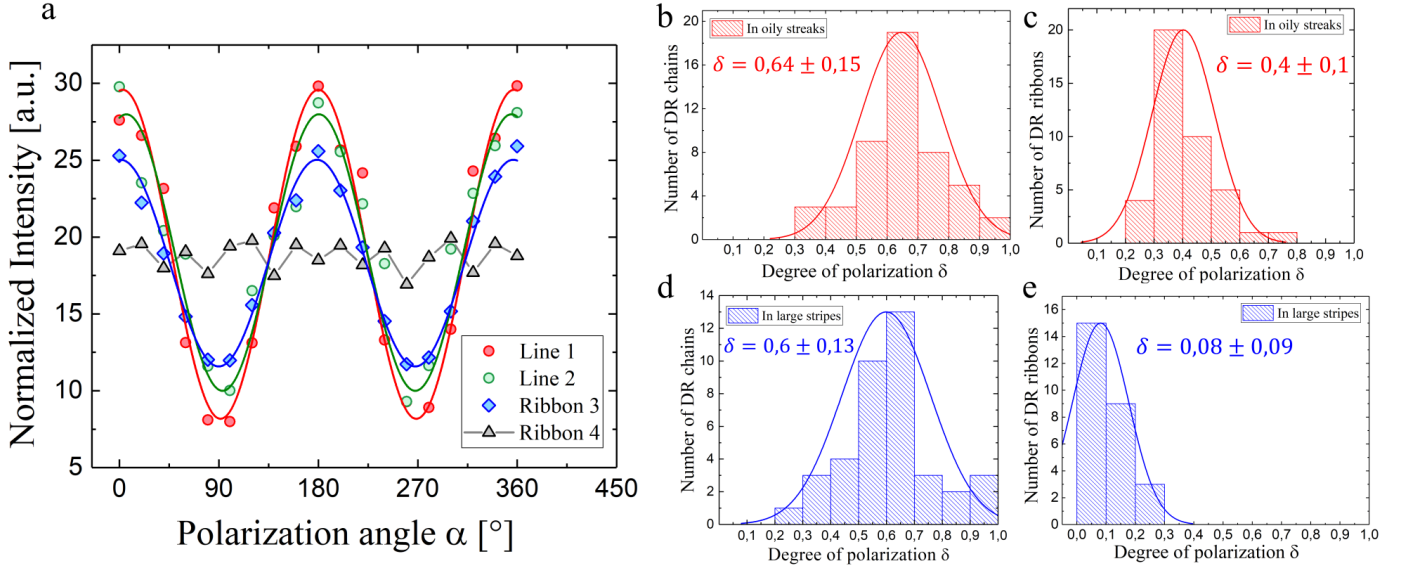 a
Normalized Intensity [a.u.]
30
25
20
15
10
5
0
90
180
270
360
450
Polarization angle α [°]
Line 1
Line 2
Ribbon 3
Ribbon 4
b
In oily streaks
δ = 0,64 ± 0,15
Number of DR chains
20
16
12
8
4
0
0,1 0,2 0,3 0,4 0,5 0,6 0,7 0,8 0,9 1,0
Degree of polarization δ
c
In oily streaks
δ = 0,4 ± 0,1
Number of DR ribbons
20
15
10
5
0
0,1 0,2 0,3 0,4 0,5 0,6 0,7 0,8 0,9 1,0
Degree of polarization δ
d
In large stripes
δ = 0,6 ± 0,13
Number of DR chains
14
12
10
8
6
4
2
0
0,1 0,2 0,3 0,4 0,5 0,6 0,7 0,8 0,9 1,0
Degree of polarization δ
e
In large stripes
δ = 0,08 ± 0,09
Number of DR ribbons
16
14
12
10
8
6
4
2
0
0,0 0,1 0,2 0,3 0,4 0,5 0,6 0,7 0,8 0,9 1,0
Degree of polarization δ